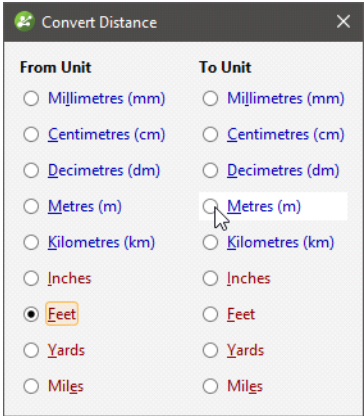 Convert Distance
From Unit To Unit
Millimetres (mm) Millimetres (mm)
Centimetres (cm) Centimetres (cm)
Decimetres (dm) Decimetres (dm)
Metres (m) Metres (m)
Kilometres (km) Kilometres (km)
Inches Inches
Feet Feet
Yards Yards
Miles Miles